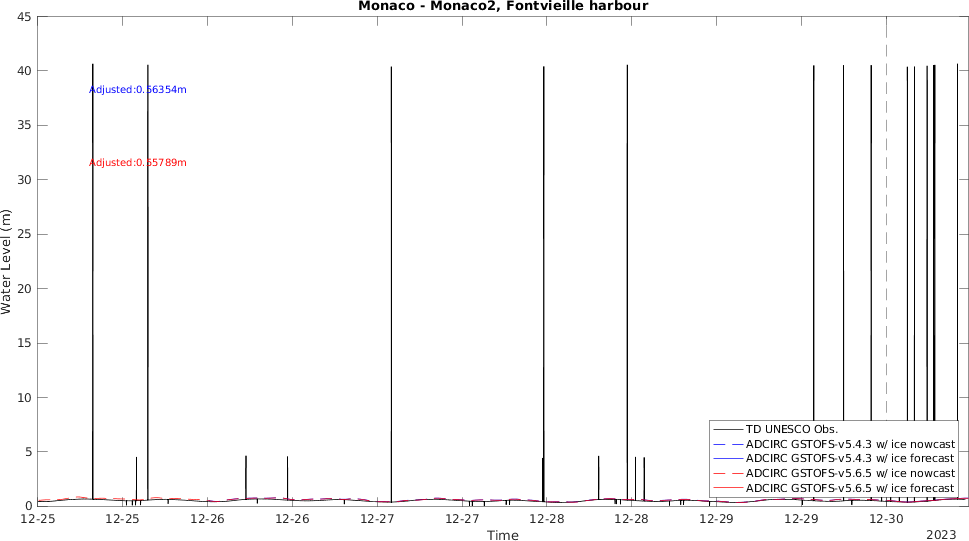 Monaco - Monaco2, Fontvieille harbour
45
40
35
30
25
20
15
10
5
0
Water Level (m)
Adjusted:0.56354m
Adjusted:0.55789m
TD UNESCO Obs.
ADCIRC GSTOFS-v5.4.3 w/ ice nowcast
ADCIRC GSTOFS-v5.4.3 w/ ice forecast
ADCIRC GSTOFS-v5.6.5 w/ ice nowcast
ADCIRC GSTOFS-v5.6.5 w/ ice forecast
12-25 12-25 12-26 12-26 12-27 12-27 12-28 12-28 12-29 12-29 12-30
Time
2023